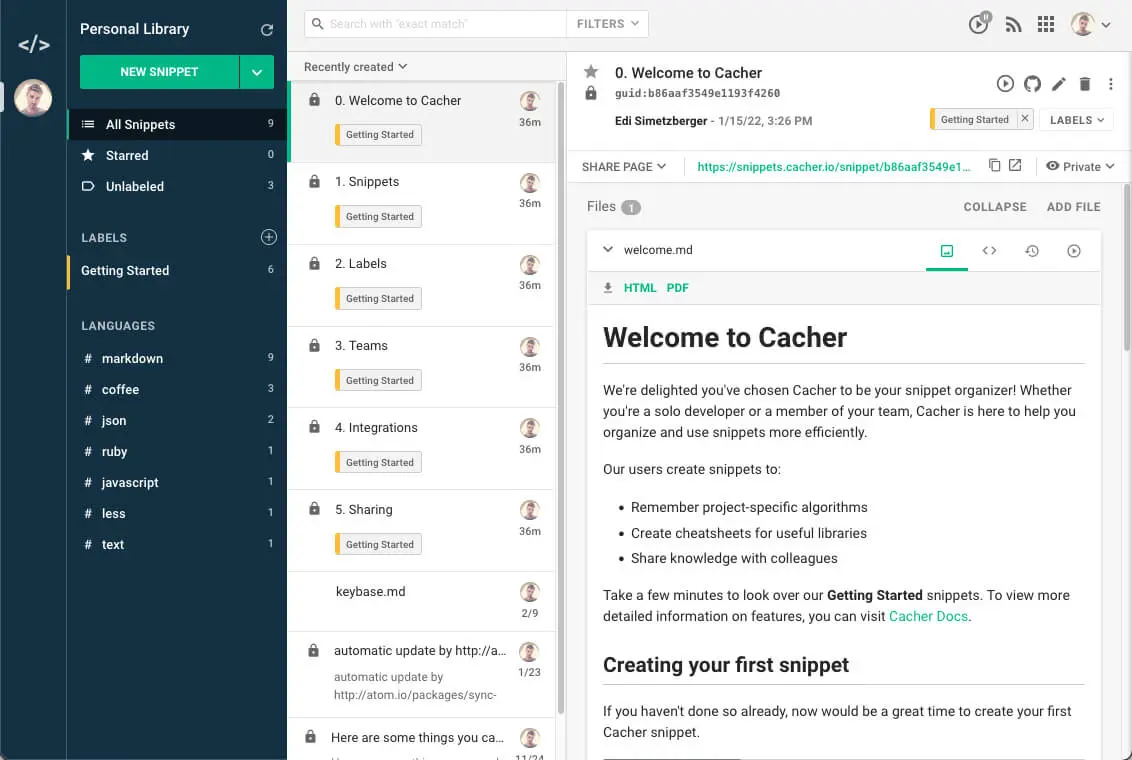 </>
Personal Library
NEW SNIPPET
All Snippets 9
Starred 0
Unlabeled 3
LABELS
Getting Started 6
LANGUAGES
# markdown 9
# coffee 3
# json 2
# ruby 1
# javascript 1
# less 1
# text 1
Search with "exact match"
FILTERS
Recently created
0. Welcome to Cacher
36m
Getting Started
1. Snippets
36m
Getting Started
2. Labels
36m
Getting Started
3. Teams
36m
Getting Started
4. Integrations
36m
Getting Started
5. Sharing
36m
Getting Started
keybase.md
2/9
automatic update by http://a...
1/23
automatic update by
http://atom.io/packages/sync-
Here are some things you ca...
11/24
0. Welcome to Cacher
guid:b86aaf3549e1193f4260
Edi Simetzberger - 1/15/22, 3:26 PM
Getting Started
LABELS
SHARE PAGE
https://snippets.cacher.io/snippet/b86aaf3549e1...
Private
Files 1
COLLAPSE ADD FILE
welcome.md
HTML PDF
Welcome to Cacher
We're delighted you've chosen Cacher to be your snippet organizer! Whether
you're a solo developer or a member of your team, Cacher is here to help you
organize and use snippets more efficiently.
Our users create snippets to:
• Remember project-specific algorithms
• Create cheatsheets for useful libraries
• Share knowledge with colleagues
Take a few minutes to look over our Getting Started snippets. To view more
detailed information on features, you can visit Cacher Docs.
Creating your first snippet
If you haven't done so already, now would be a great time to create your first
Cacher snippet.